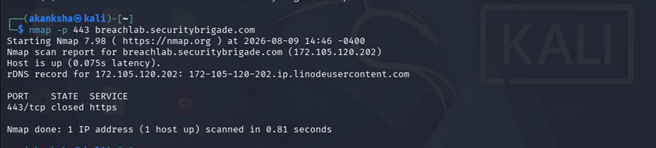 ┌──(akanksha㉿kali)-[~]
└─$ nmap -p 443 breachlab.securitybrigade.com
Starting Nmap 7.98 ( https://nmap.org ) at 2026-08-09 14:46 -0400
Nmap scan report for breachlab.securitybrigade.com (172.105.120.202)
Host is up (0.075s latency).
rDNS record for 172.105.120.202: 172-105-120-202.ip.linodeusercontent.com
PORT    STATE  SERVICE
443/tcp closed https
Nmap done: 1 IP address (1 host up) scanned in 0.81 seconds
KALI